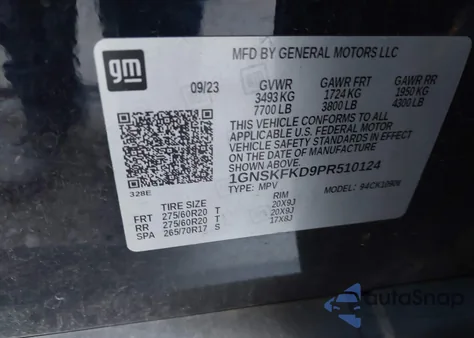 MFD BY GENERAL MOTORS LLC
gm
09/23 GVWR GAWR FRT GAWR RR
3493 KG 1724 KG 1950 KG
7700 LB 3800 LB 4300 LB
THIS VEHICLE CONFORMS TO ALL
APPLICABLE U.S. FEDERAL MOTOR
VEHICLE SAFETY STANDARDS IN EFFECT
ON THE DATE OF MANUFACTURE SHOWN ABOVE.
1GNSKFKD9PR510124
TYPE: MPV MODEL:
328E
TIRE SIZE RIM
FRT 275/60R20 T 20X9J
RR 275/60R20 T 20X9J
SPA 265/70R17 S 17X8J
autoSnap